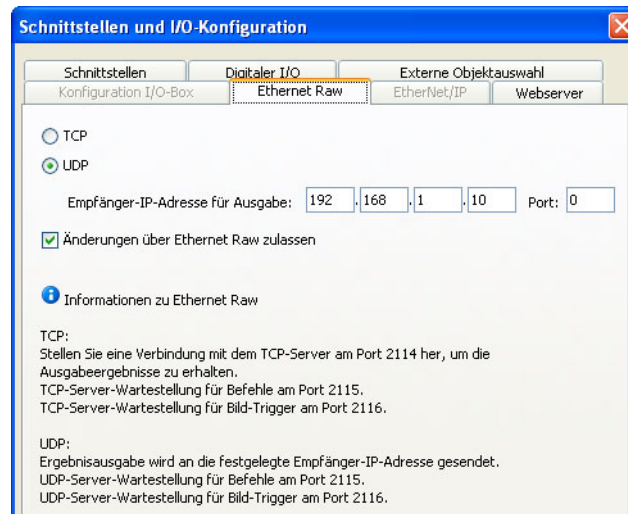 Schnittstellen und I/O-Konfiguration
Schnittstellen Digitaler I/O Externe Objektauswahl
Konfiguration I/O-Box Ethernet Raw EtherNet/IP Webserver
TCP
UDP
Empfänger-IP-Adresse für Ausgabe: 192 . 168 . 1 . 10 Port: 0
Änderungen über Ethernet Raw zulassen
Informationen zu Ethernet Raw
TCP:
Stellen Sie eine Verbindung mit dem TCP-Server am Port 2114 her, um die
Ausgabeergebnisse zu erhalten.
TCP-Server-Wartestellung für Befehle am Port 2115.
TCP-Server-Wartestellung für Bild-Trigger am Port 2116.
UDP:
Ergebnisausgabe wird an die festgelegte Empfänger-IP-Adresse gesendet.
UDP-Server-Wartestellung für Befehle am Port 2115.
UDP-Server-Wartestellung für Bild-Trigger am Port 2116.